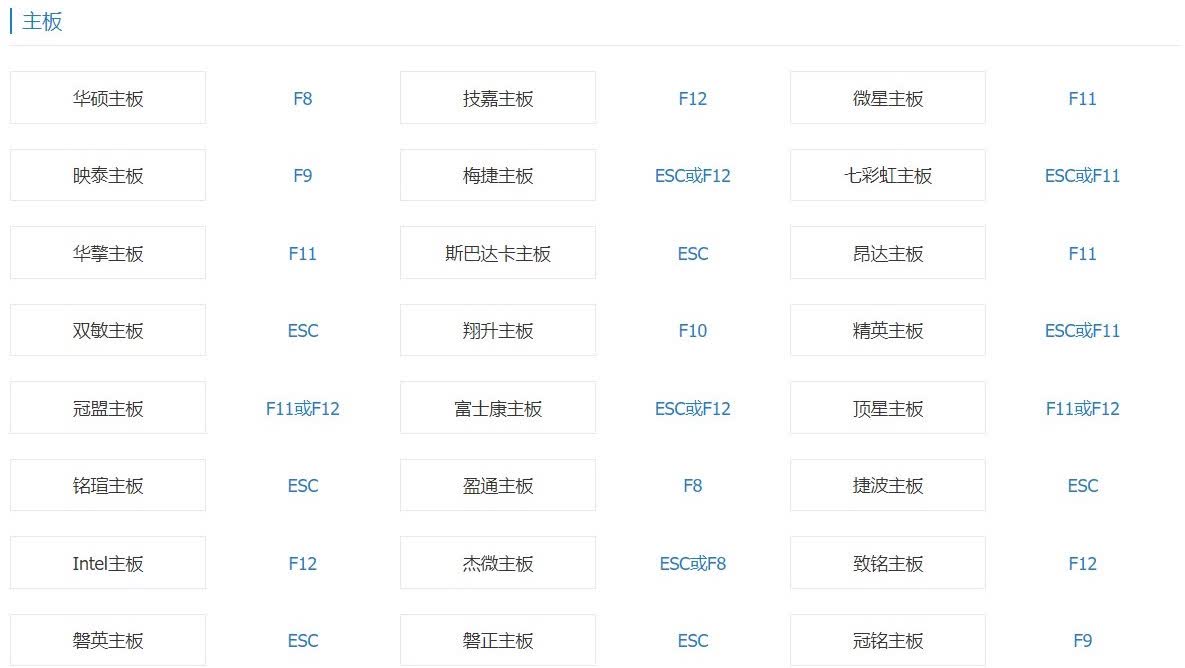 主板
华硕主板 F8 技嘉主板 F12 微星主板 F11
映泰主板 F9 梅捷主板 ESC或F12 七彩虹主板 ESC或F11
华擎主板 F11 斯巴达卡主板 ESC 昂达主板 F11
双敏主板 ESC 翔升主板 F10 精英主板 ESC或F11
冠盟主板 F11或F12 富士康主板 ESC或F12 顶星主板 F11或F12
铭瑄主板 ESC 盈通主板 F8 捷波主板 ESC
Intel主板 F12 杰微主板 ESC或F8 致铭主板 F12
磐英主板 ESC 磐正主板 ESC 冠铭主板 F9